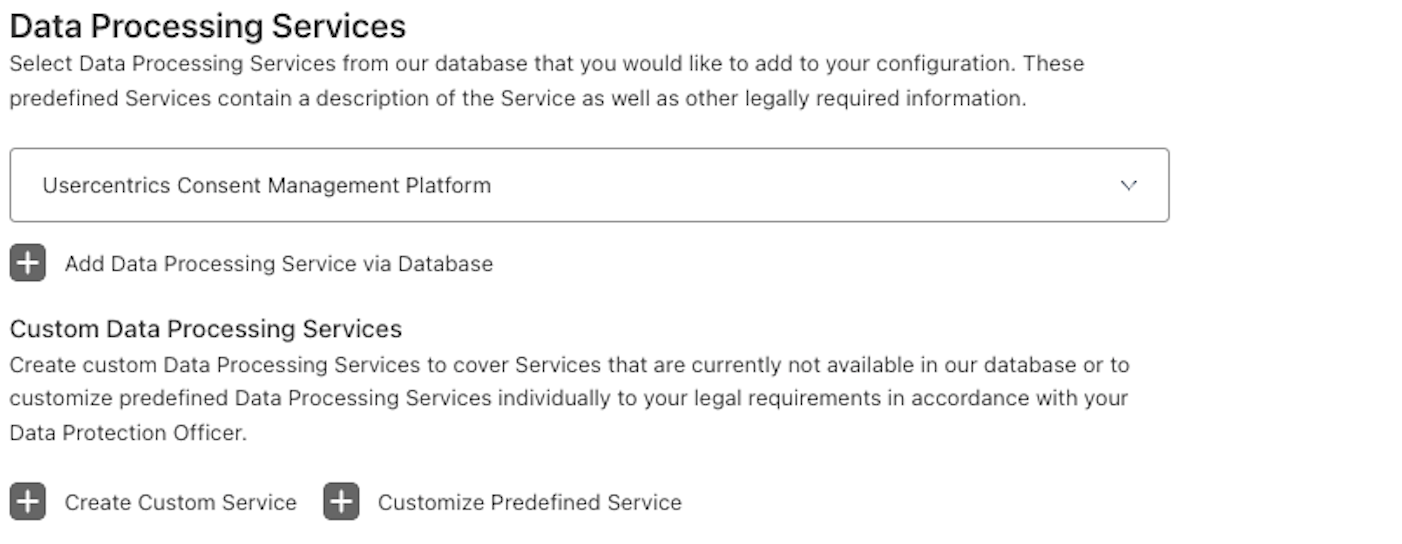 Data Processing Services
Select Data Processing Services from our database that you would like to add to your configuration. These
predefined Services contain a description of the Service as well as other legally required information.
Usercentrics Consent Management Platform
Add Data Processing Service via Database
Custom Data Processing Services
Create custom Data Processing Services to cover Services that are currently not available in our database or to
customize predefined Data Processing Services individually to your legal requirements in accordance with your
Data Protection Officer.
Create Custom Service Customize Predefined Service